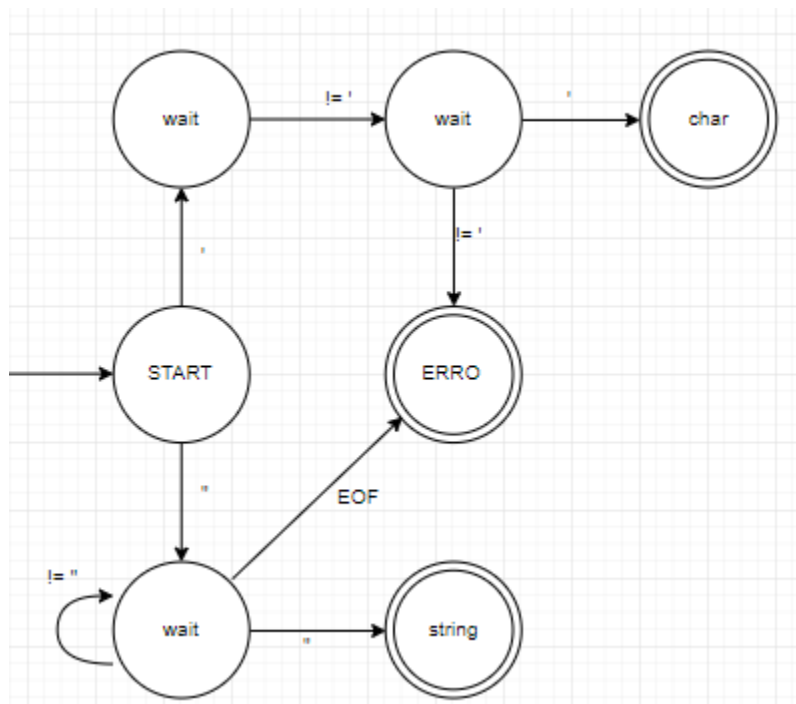 wait
!= '
wait
'
char
'
!= '
START
ERRO
"
EOF
!= "
wait
"
string